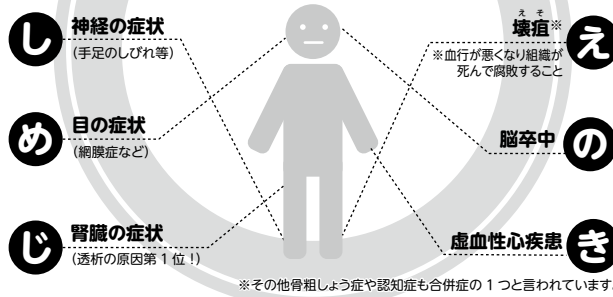 し 神経の症状
(手足のしびれ等)
め 目の症状
(網膜症など)
じ 腎臓の症状
(透析の原因第1位!)
えそ
壊疽※ え
※血行が悪くなり組織が
死んで腐敗すること
脳卒中 の
虚血性心疾患 き
※その他骨粗しょう症や認知症も合併症の1つと言われています